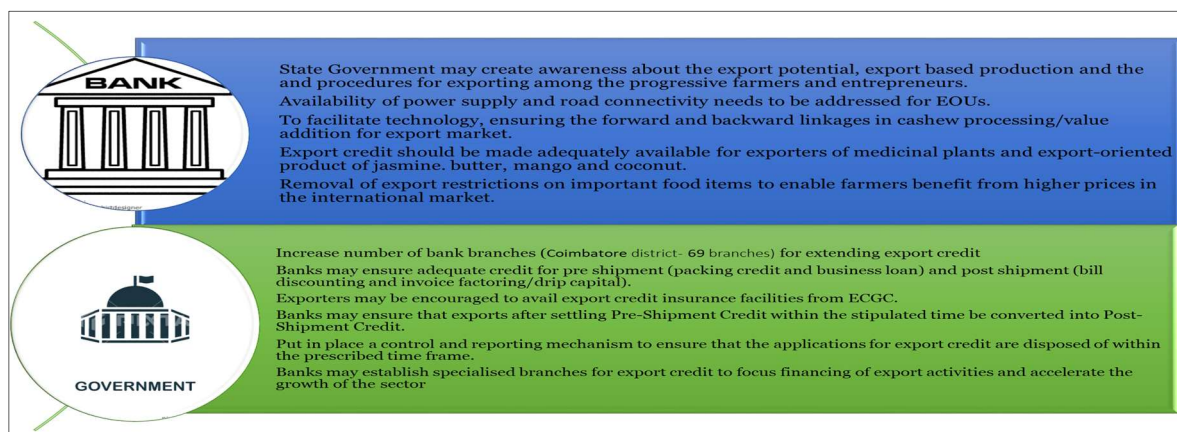 BANK
State Government may create awareness about the export potential, export based production and the
and procedures for exporting among the progressive farmers and entrepreneurs.
Availability of power supply and road connectivity needs to be addressed for EOUs.
To facilitate technology, ensuring the forward and backward linkages in cashew processing/value
addition for export market.
Export credit should be made adequately available for exporters of medicinal plants and export-oriented
product of jasmine. butter, mango and coconut.
Removal of export restrictions on important food items to enable farmers benefit from higher prices in
the international market.
GOVERNMENT
Increase number of bank branches (Coimbatore district- 69 branches) for extending export credit
Banks may ensure adequate credit for pre shipment (packing credit and business loan) and post shipment (bill
discounting and invoice factoring/drip capital).
Exporters may be encouraged to avail export credit insurance facilities from ECGC.
Banks may ensure that exports after settling Pre-Shipment Credit within the stipulated time be converted into Post-
Shipment Credit.
Put in place a control and reporting mechanism to ensure that the applications for export credit are disposed of within
the prescribed time frame.
Banks may establish specialised branches for export credit to focus financing of export activities and accelerate the
growth of the sector